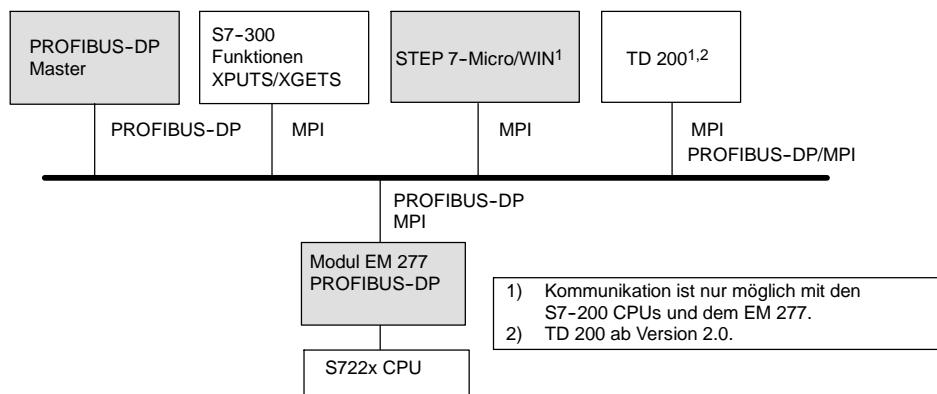 PROFIBUS-DP
Master
S7-300
Funktionen
XPUTS/XGETS
STEP 7-Micro/WIN¹
TD 200¹,²
PROFIBUS-DP
MPI
MPI
MPI
PROFIBUS-DP/MPI
PROFIBUS-DP
MPI
Modul EM 277
PROFIBUS-DP
S722x CPU
1) Kommunikation ist nur möglich mit den
S7-200 CPUs und dem EM 277.
2) TD 200 ab Version 2.0.